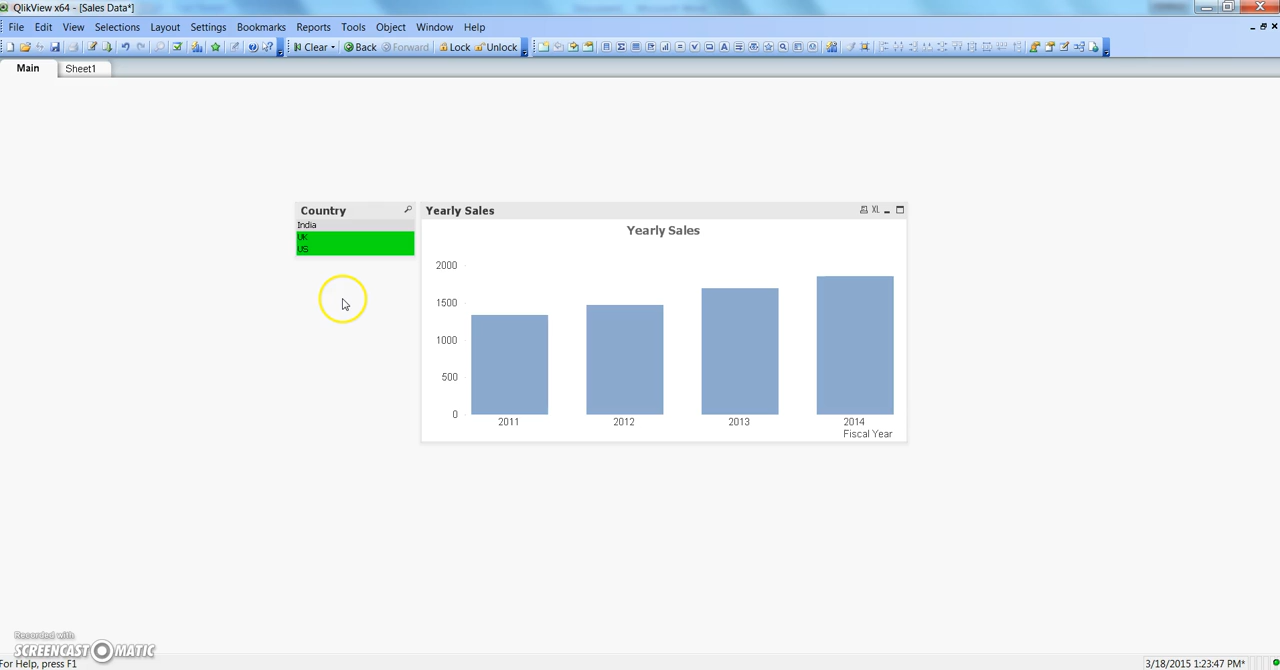 QlikView x64 - [Sales Data*]
File Edit View Selections Layout Settings Bookmarks Reports Tools Object Window Help
Clear Back Forward Lock Unlock
Main Sheet1
Country
India
UK
US
Yearly Sales
XL
Yearly Sales
2000
1500
1000
500
0
2011 2012 2013 2014
Fiscal Year
Recorded with
SCREENCAST MATIC
For Help, press F1
3/18/2015 1:23:47 PM*